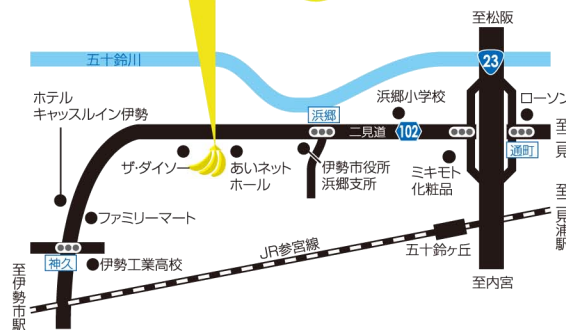 至松阪
五十鈴川
23
ホテル
キャッスルイン伊勢
浜郷小学校
ローソン
浜郷
二見道
102
至二見
通町
ザ・ダイソー
あいネット
ホール
伊勢市役所
浜郷支所
ミキモト
化粧品
ファミリーマート
JR参宮線
五十鈴ヶ丘
至二見浦駅
神久
伊勢工業高校
至内宮
至伊勢市駅